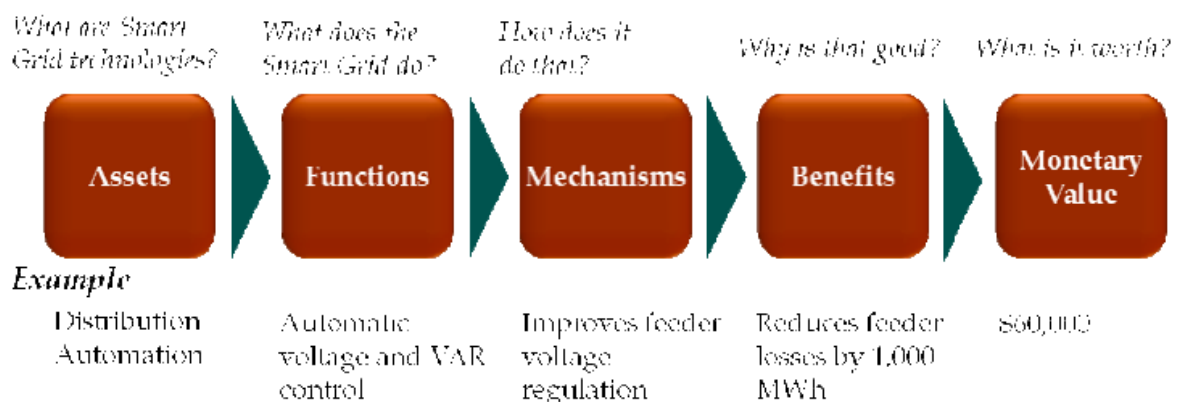 What are Smart
Grid technologies?
What does the
Smart Grid do?
How does it
do that?
Why is that good?
What is it worth?
Assets
Functions
Mechanisms
Benefits
Monetary
Value
Example
Distribution
Automation
Automatic
voltage and VAR
control
Improves feeder
voltage
regulation
Reduces feeder
losses by 1,000
MWh
$60,000